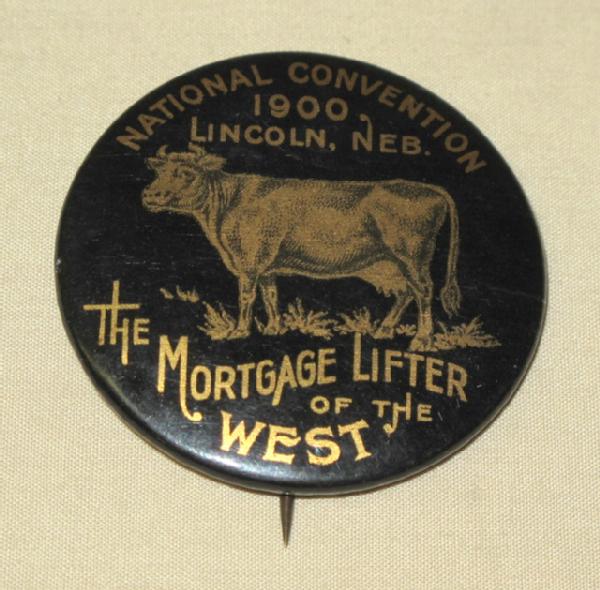 NATIONAL CONVENTION
1900,
LINCOLN, NEB.
THE
MORTGAGE LIFTER
OF THE
WEST